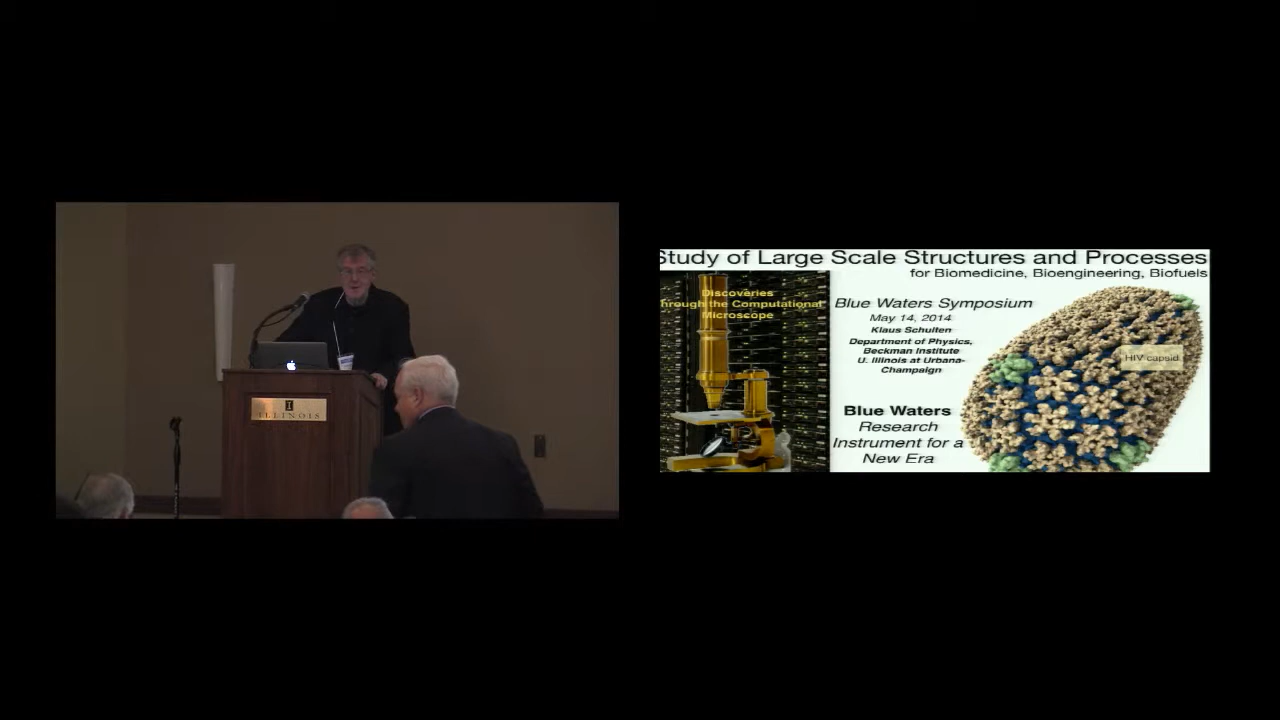 ILLINOIS
Study of Large Scale Structures and Processes
for Biomedicine, Bioengineering, Biofuels
Discoveries
Through the Computational
Microscope
Blue Waters Symposium
May 14, 2014
Klaus Schulten
Department of Physics,
Beckman Institute
U. Illinois at Urbana-
Champaign
HIV capsid
Blue Waters
Research
Instrument for a
New Era